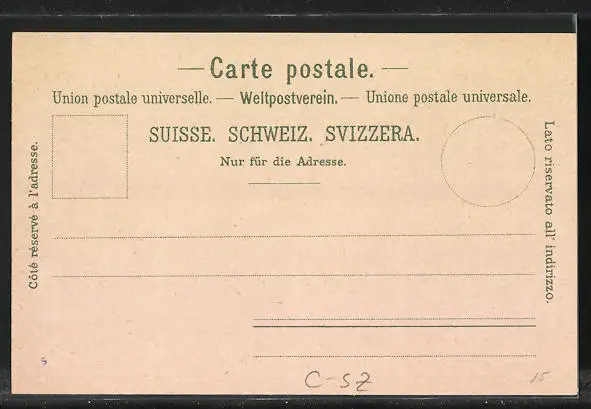 — Carte postale. —
Union postale universelle. — Weltpostverein. — Unione postale universale.
SUISSE. SCHWEIZ. SVIZZERA.
Nur für die Adresse.
Côté réservé à l'adresse.
Lato riservato all' indirizzo.
s
C-SZ
15